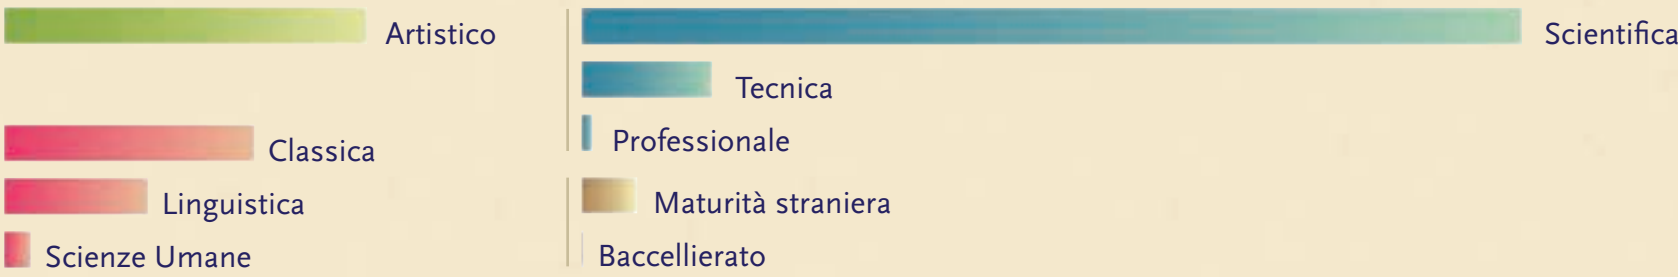 Artistico
Classica
Linguistica
Scienze Umane
Scientifica
Tecnica
Professionale
Maturità straniera
Baccellierato